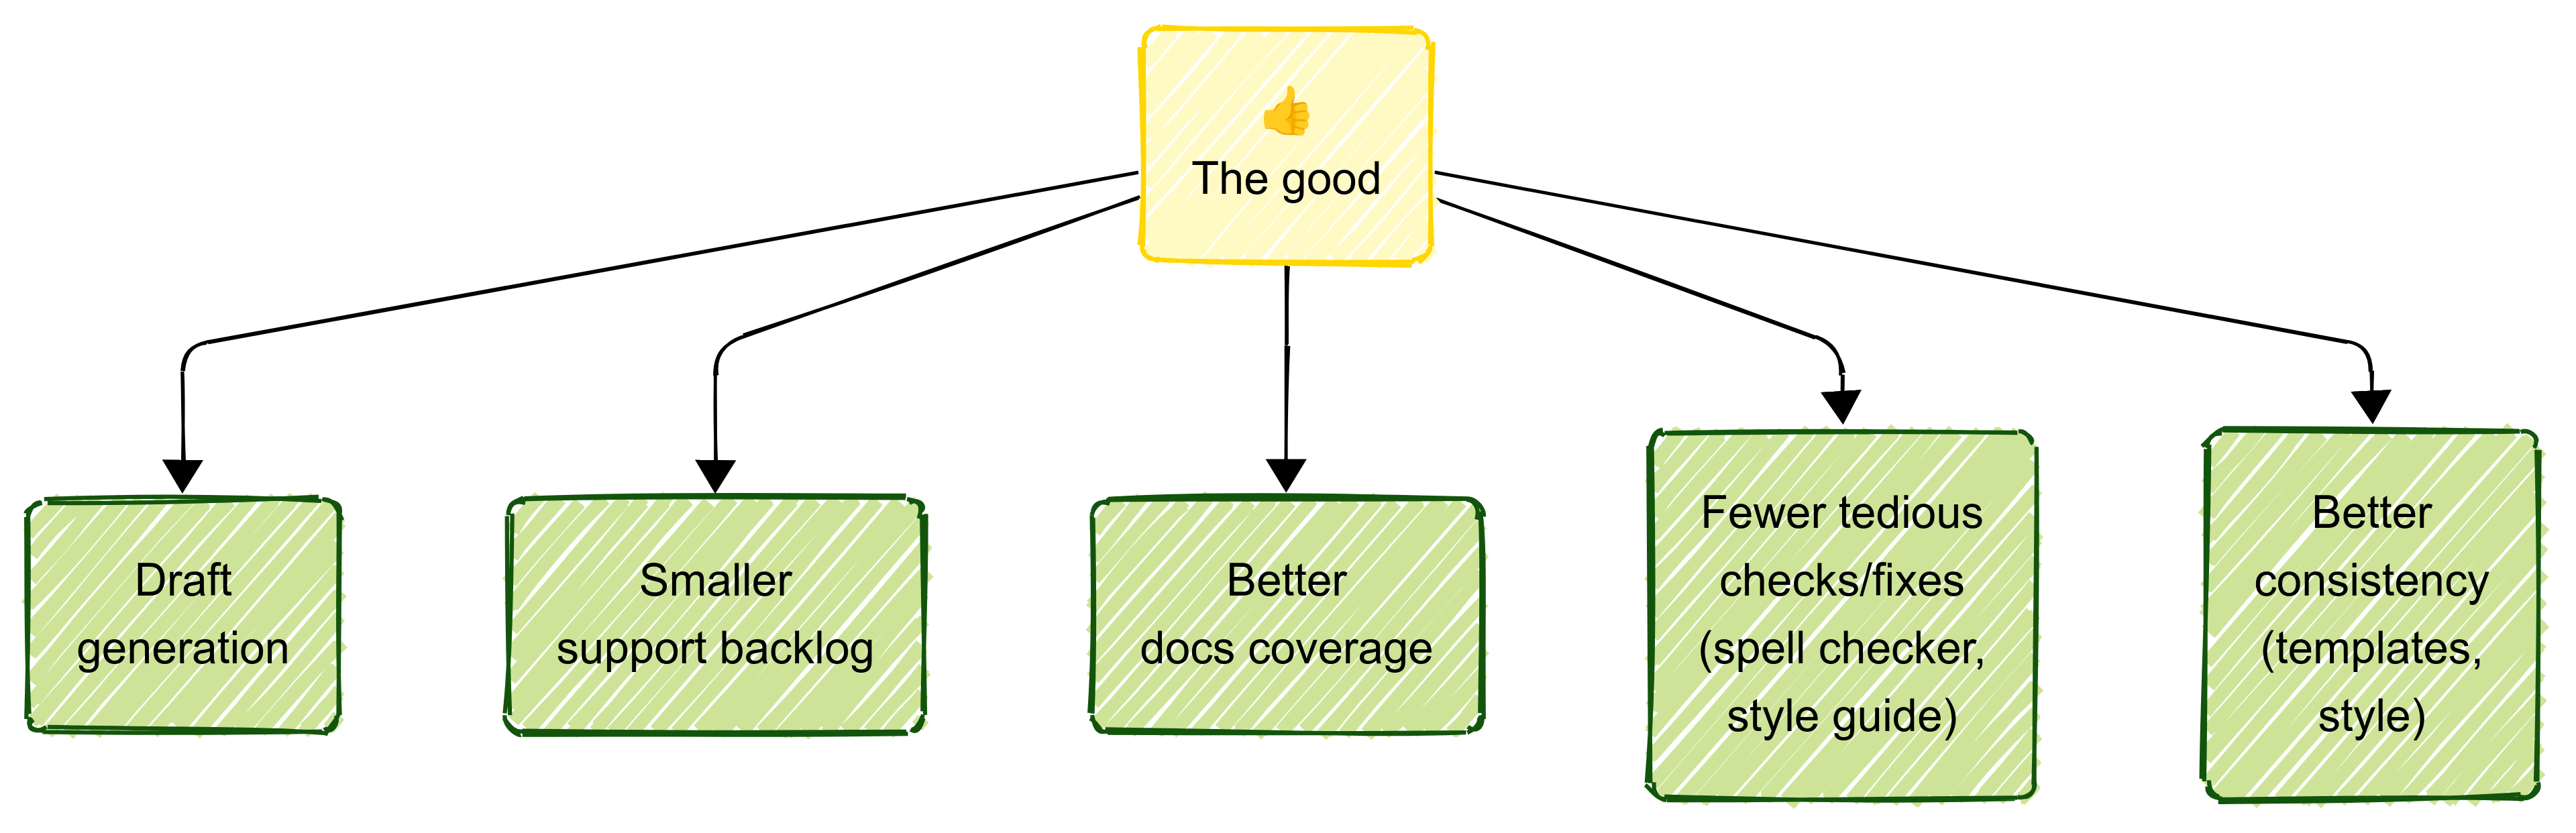 👍
The good
Draft
generation
Smaller
support backlog
Better
docs coverage
Fewer tedious
checks/fixes
(spell checker,
style guide)
Better
consistency
(templates,
style)